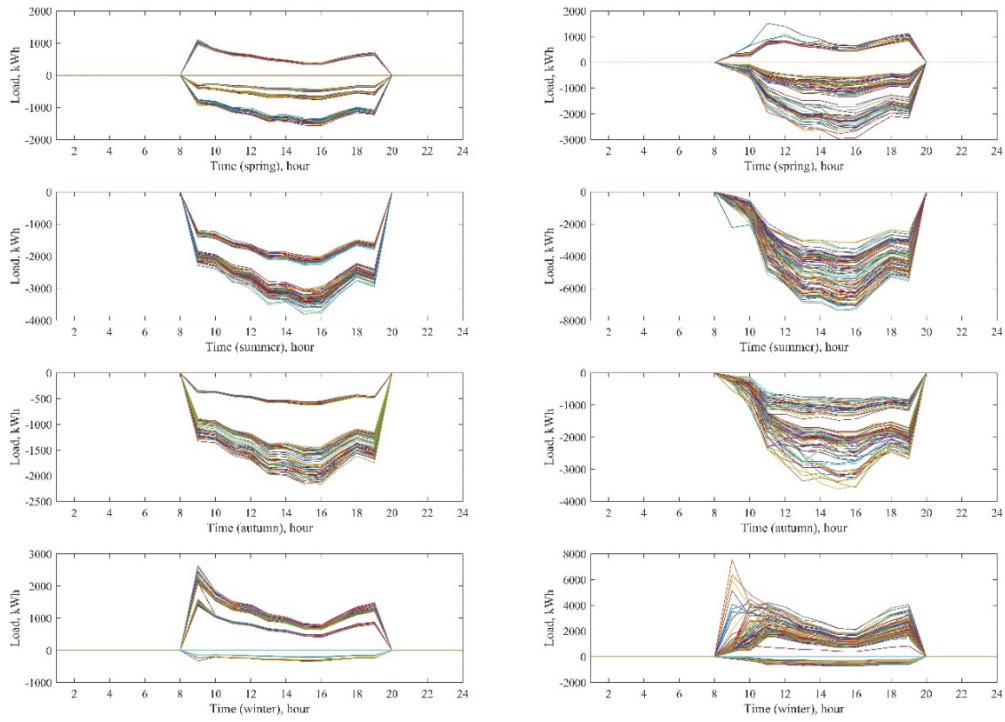 2000
1000
0
-1000
-2000
Load, kWh
2 4 6 8 10 12 14 16 18 20 22 24
Time (spring), hour
2000
1000
0
-1000
-2000
-3000
Load, kWh
2 4 6 8 10 12 14 16 18 20 22 24
Time (spring), hour
0
-1000
-2000
-3000
-4000
Load, kWh
2 4 6 8 10 12 14 16 18 20 22 24
Time (summer), hour
0
-2000
-4000
-6000
-8000
Load, kWh
2 4 6 8 10 12 14 16 18 20 22 24
Time (summer), hour
0
-500
-1000
-1500
-2000
-2500
Load, kWh
2 4 6 8 10 12 14 16 18 20 22 24
Time (autumn), hour
0
-1000
-2000
-3000
-4000
Load, kWh
2 4 6 8 10 12 14 16 18 20 22 24
Time (autumn), hour
3000
2000
1000
0
-1000
Load, kWh
2 4 6 8 10 12 14 16 18 20 22 24
Time (winter), hour
8000
6000
4000
2000
0
-2000
Load, kWh
2 4 6 8 10 12 14 16 18 20 22 24
Time (winter), hour